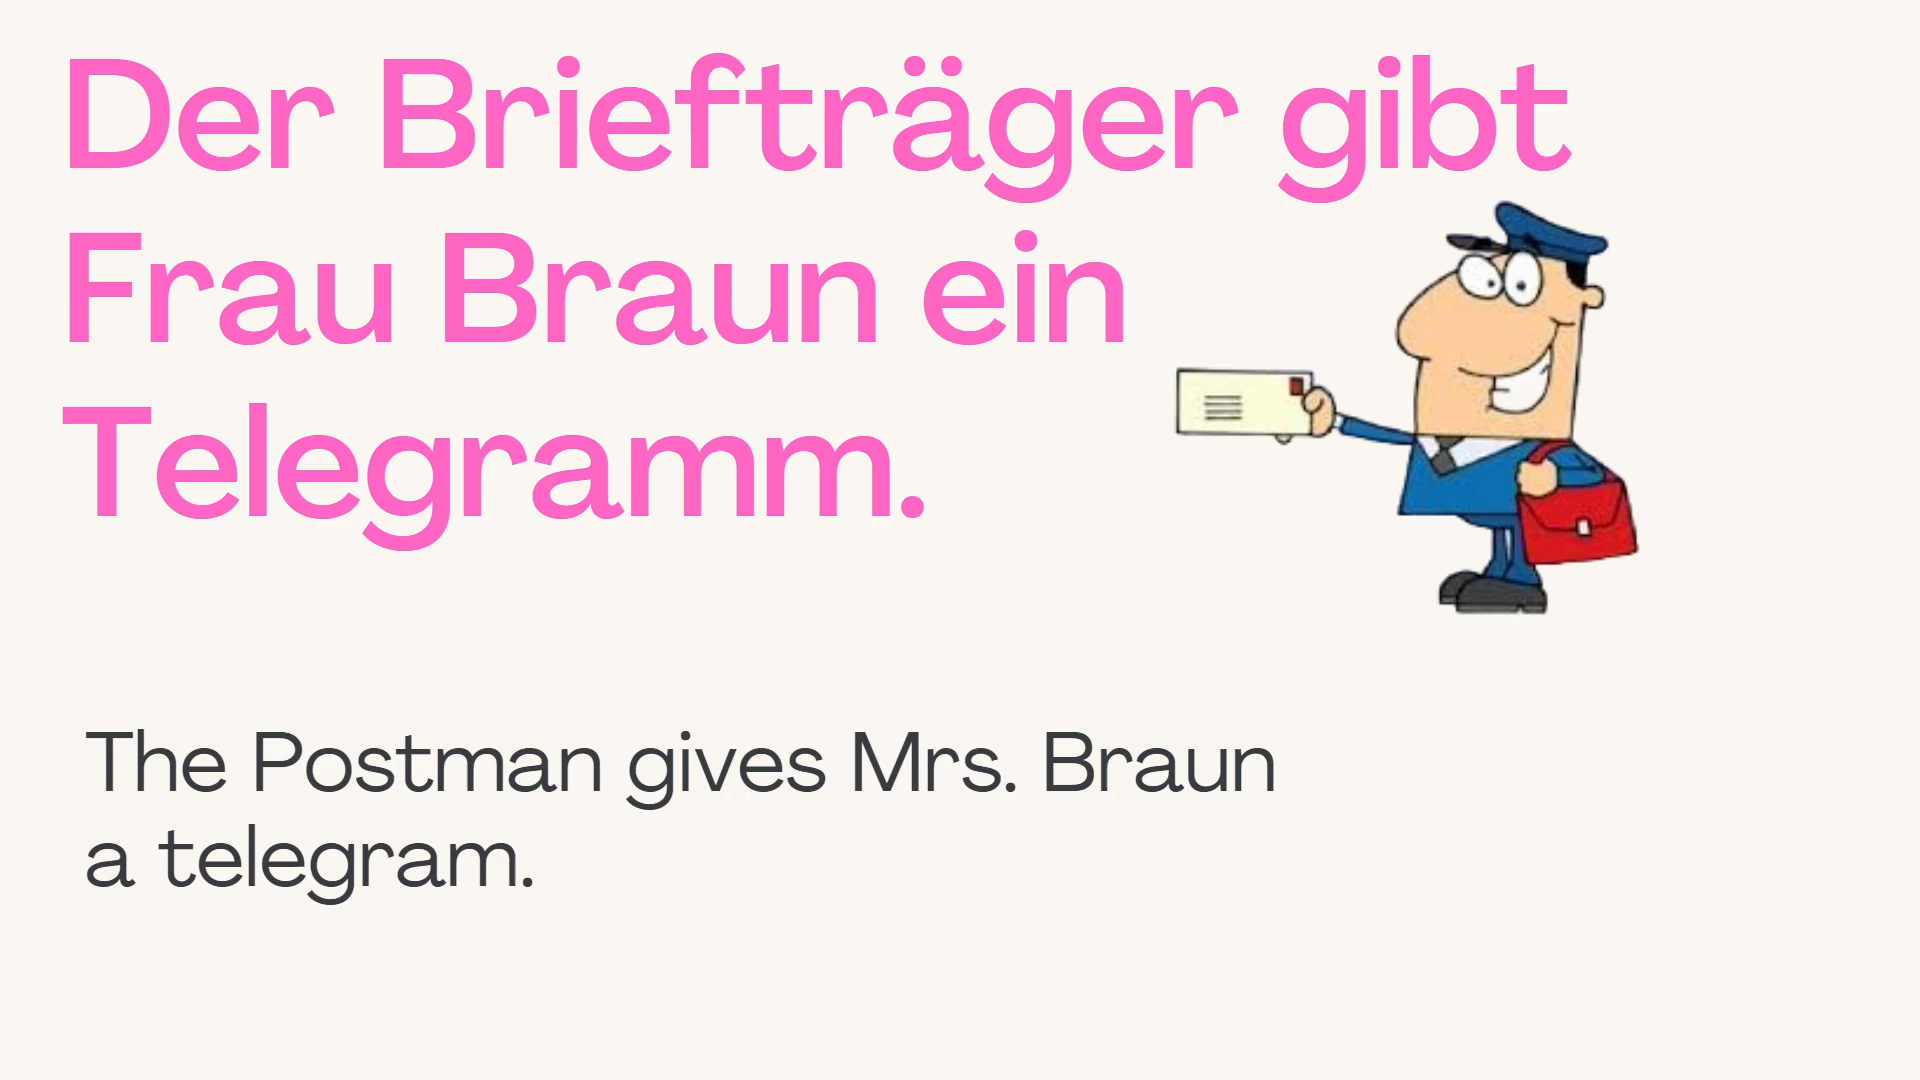 Der Briefträger gibt
Frau Braun ein
Telegramm.
The Postman gives Mrs. Braun
a telegram.